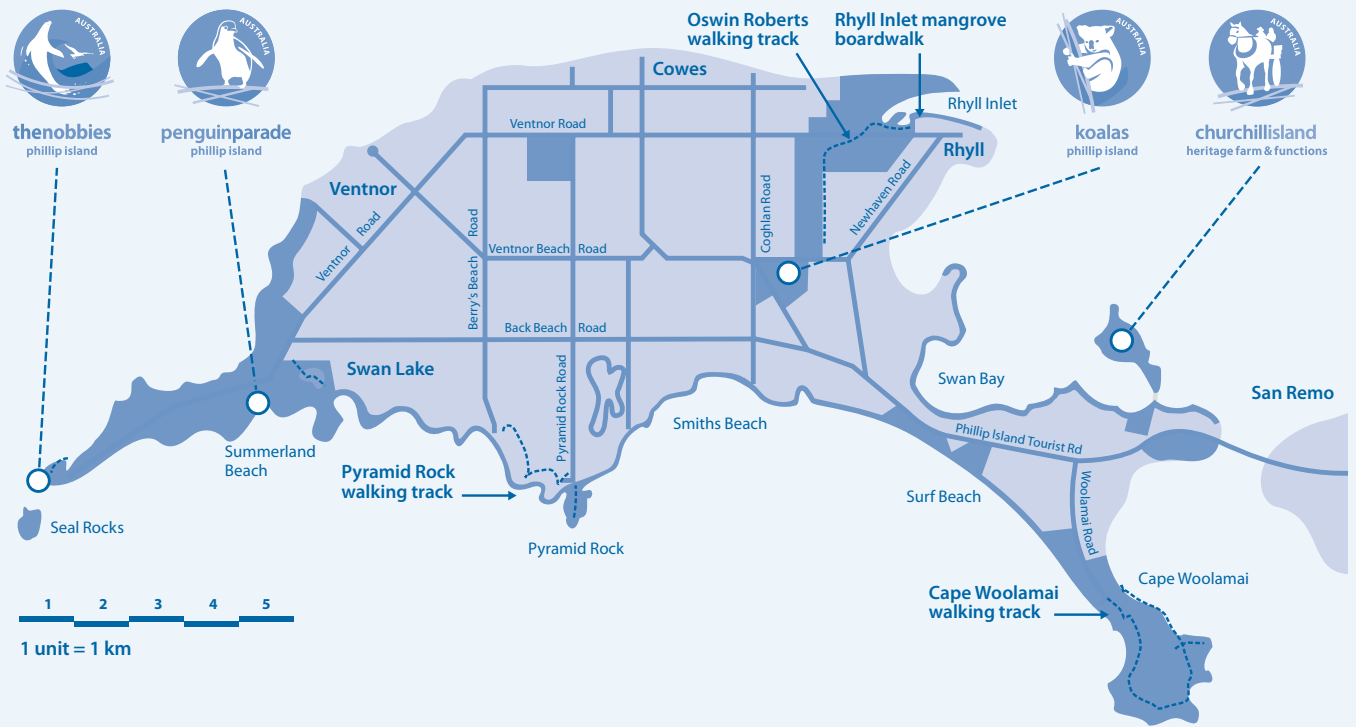 AUSTRALIA
thenobbies
phillip island
AUSTRALIA
penguinparade
phillip island
Oswin Roberts
walking track
Rhyll Inlet mangrove
boardwalk
AUSTRALIA
koalas
phillip island
AUSTRALIA
churchillisland
heritage farm & functions
Cowes
Rhyll Inlet
Ventnor Road
Rhyll
Ventnor
Ventnor Road
Berry's Beach Road
Ventnor Beach Road
Coghlan Road
Newhaven Road
Back Beach Road
Swan Lake
Pyramid Rock Road
Swan Bay
San Remo
Smiths Beach
Phillip Island Tourist Rd
Summerland
Beach
Pyramid Rock
walking track
Surf Beach
Woolamai Road
Seal Rocks
Pyramid Rock
Cape Woolamai
Cape Woolamai
walking track
1 2 3 4 5
1 unit = 1 km